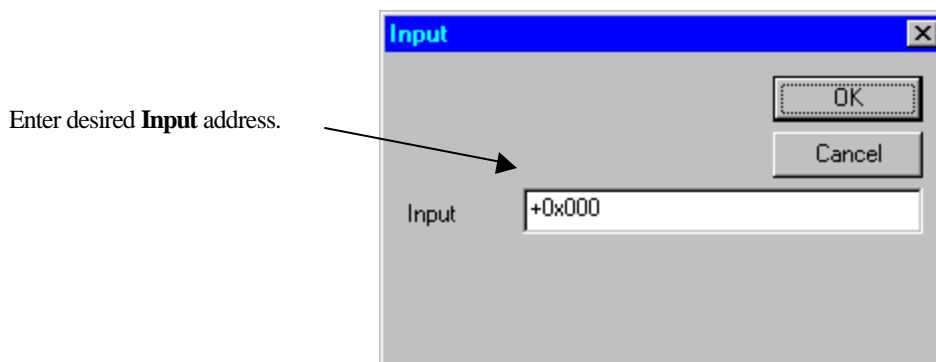 Input
OK
Enter desired Input address.
Cancel
Input +0x000